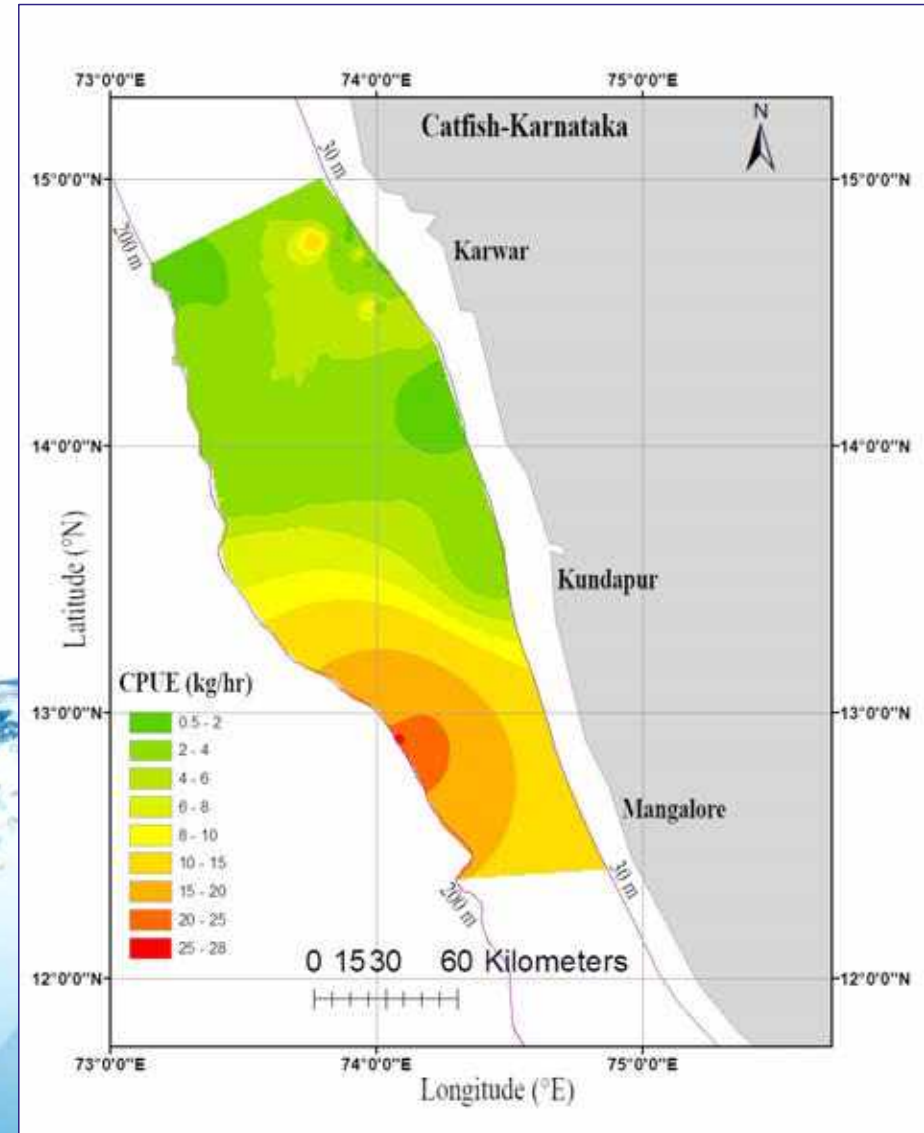 73°0'0"E 74°0'0"E 75°0'0"E
Catfish-Karnataka
N
30 m
15°0'0"N 15°0'0"N
200 m
Karwar
14°0'0"N 14°0'0"N
Latitude (°N)
Kundapur
CPUE (kg/hr)
13°0'0"N 13°0'0"N
0.5 - 2
2 - 4
4 - 6
6 - 8
8 - 10
10 - 15
15 - 20
20 - 25
25 - 28
Mangalore
30 m
200 m
0 15 30 60 Kilometers
12°0'0"N 12°0'0"N
73°0'0"E 74°0'0"E 75°0'0"E
Longitude (°E)